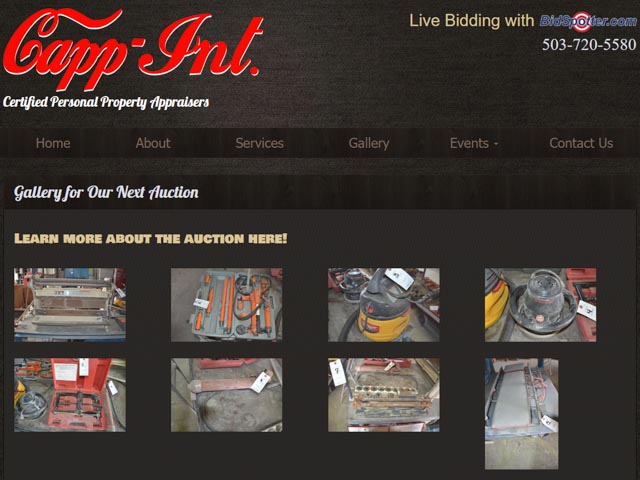 Capp-Int.
Live Bidding with BidSpotter.com
503-720-5580
Certified Personal Property Appraisers
Home About Services Gallery Events Contact Us
Gallery for Our Next Auction
Learn more about the auction here!